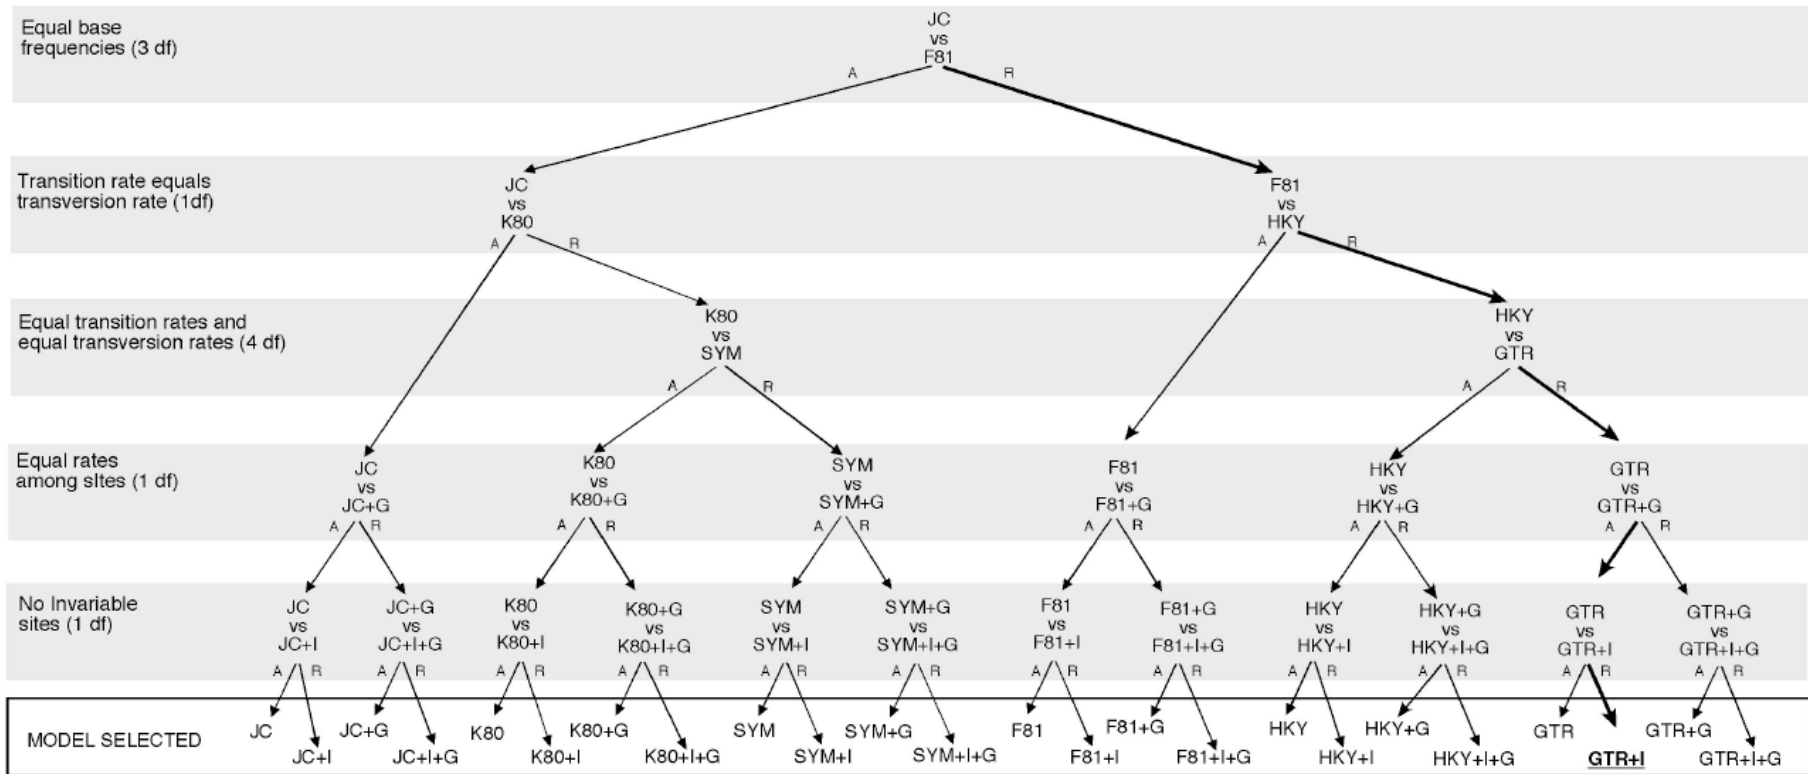 Equal base
frequencies (3 df)
JC
vs
F81
A R
Transition rate equals
transversion rate (1df)
JC
vs
K80
A R
F81
vs
HKY
A R
Equal transition rates and
equal transversion rates (4 df)
K80
vs
SYM
A R
HKY
vs
GTR
A R
Equal rates
among sItes (1 df)
JC
vs
JC+G
A R
K80
vs
K80+G
A R
SYM
vs
SYM+G
A R
F81
vs
F81+G
A R
HKY
vs
HKY+G
A R
GTR
vs
GTR+G
A R
No Invariable
sites (1 df)
JC
vs
JC+I
A R
JC+G
vs
JC+I+G
A R
K80
vs
K80+I
A R
K80+G
vs
K80+I+G
A R
SYM
vs
SYM+I
A R
SYM+G
vs
SYM+I+G
A R
F81
vs
F81+I
A R
F81+G
vs
F81+I+G
A R
HKY
vs
HKY+I
A R
HKY+G
vs
HKY+I+G
A R
GTR
vs
GTR+I
A R
GTR+G
vs
GTR+I+G
A R
MODEL SELECTED
JC
JC+I
JC+G
JC+I+G
K80
K80+I
K80+G
K80+I+G
SYM
SYM+I
SYM+G
SYM+I+G
F81
F81+I
F81+G
F81+I+G
HKY
HKY+I
HKY+G
HKY+I+G
GTR
GTR+I
GTR+G
GTR+I+G